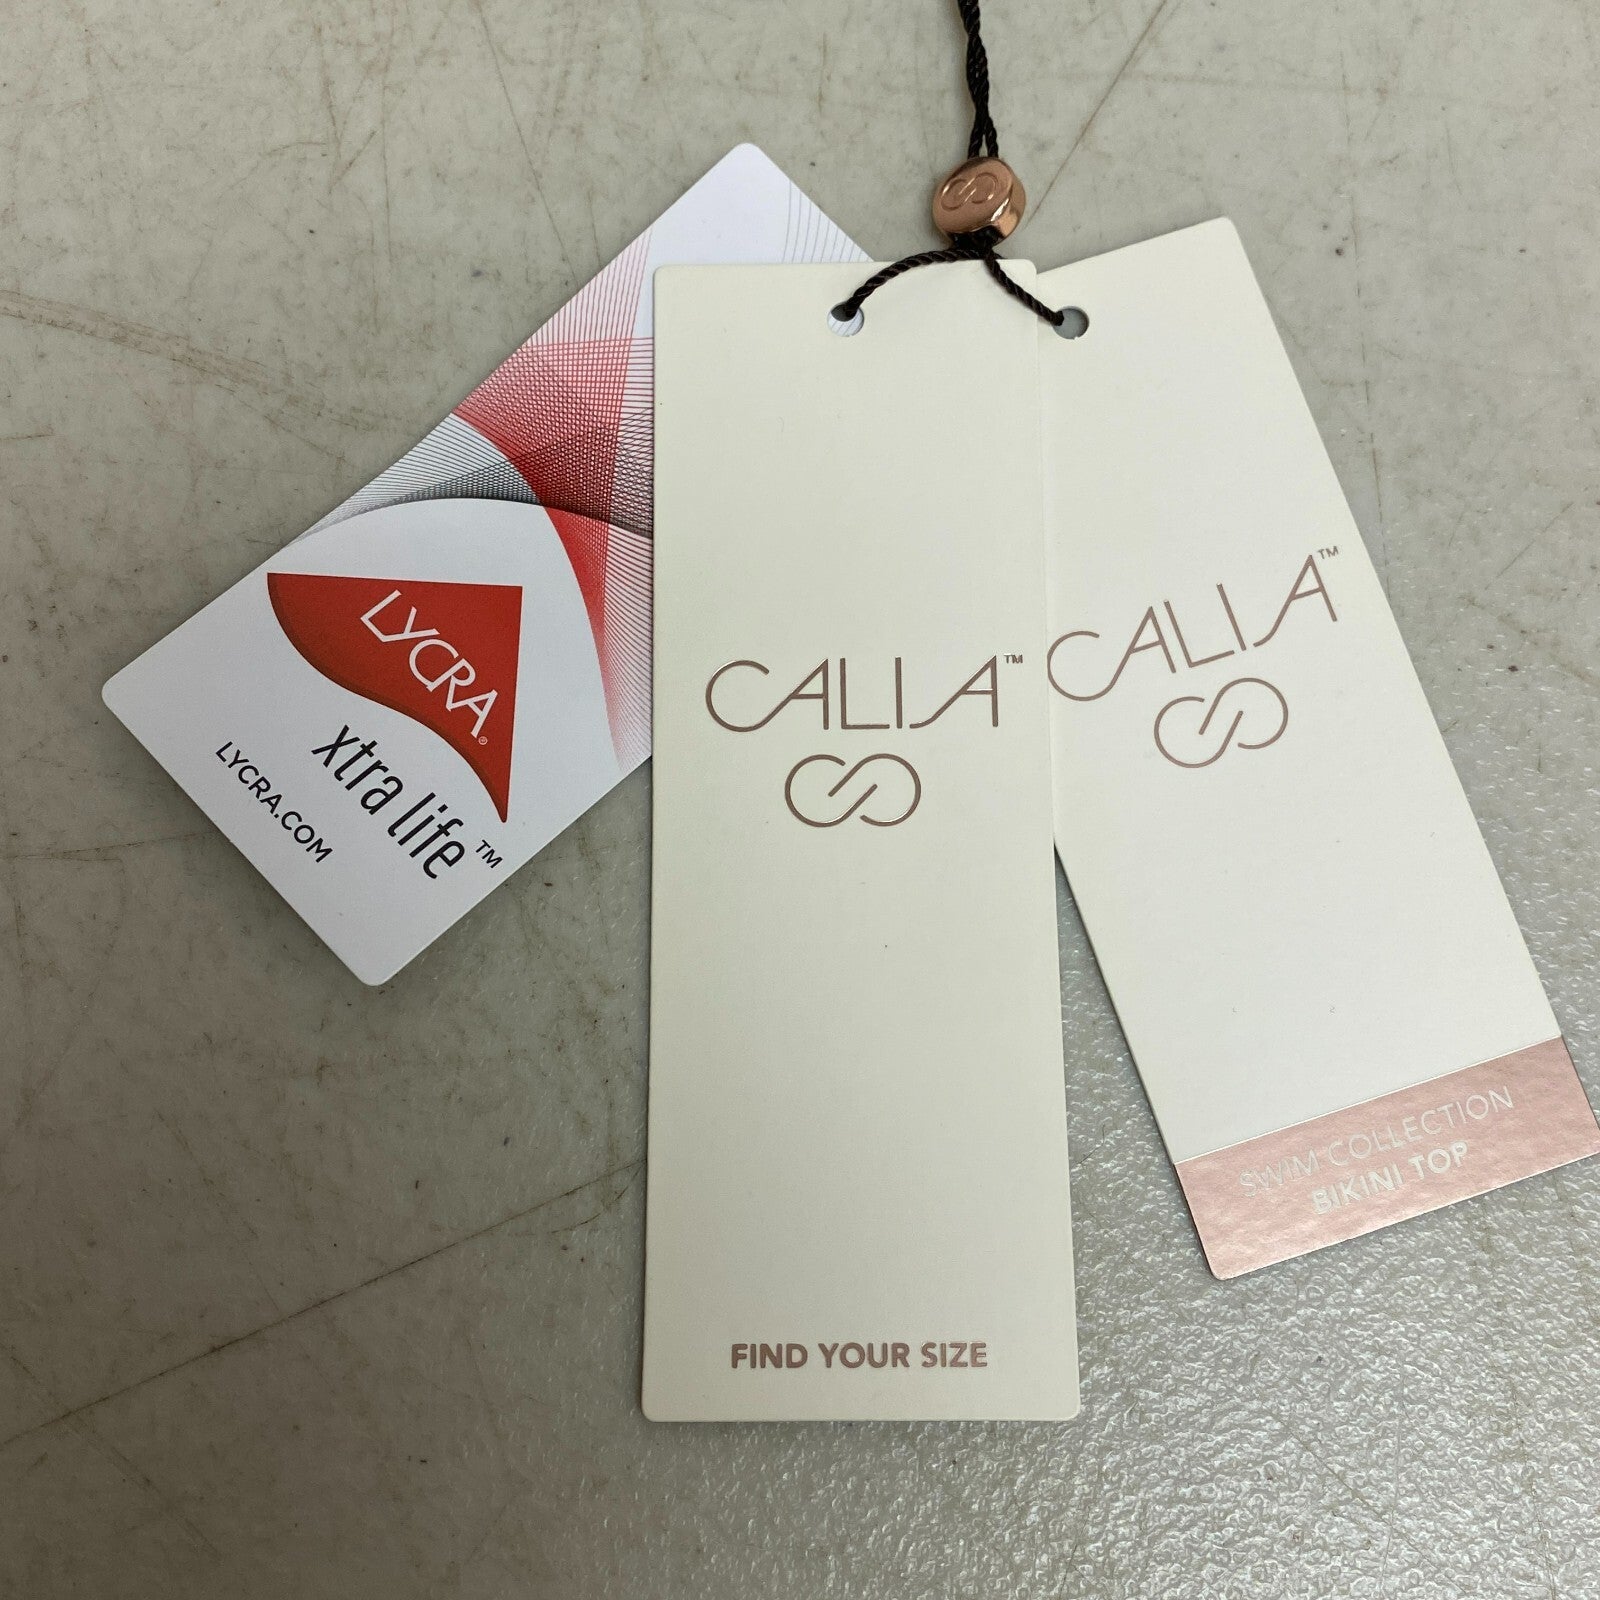 LYCRA®
xtra life™
LYCRA.COM
CALIA™
FIND YOUR SIZE
CALIA™
SWIM COLLECTION
BIKINI TOP